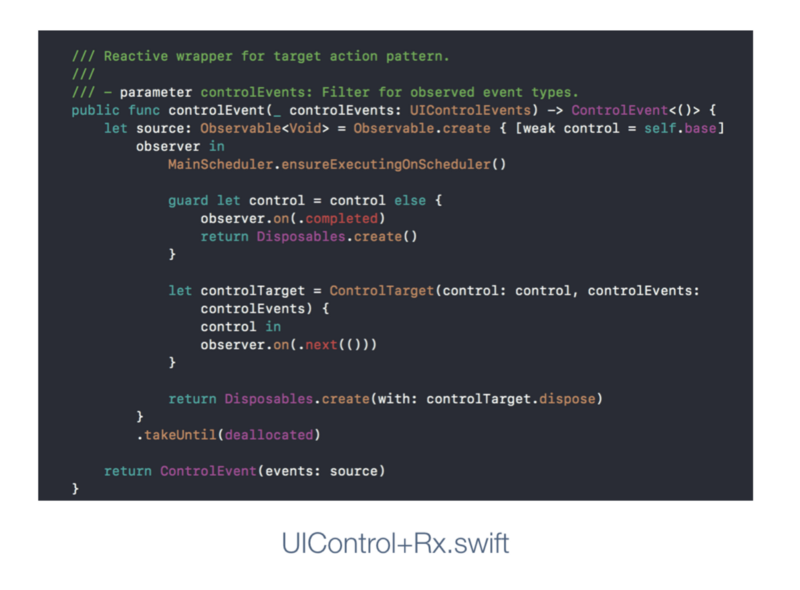 /// Reactive wrapper for target action pattern.
///
/// – parameter controlEvents: Filter for observed event types.
public func controlEvent(_ controlEvents: UIControlEvents) -> ControlEvent<()> {
let source: Observable<Void> = Observable.create { [weak control = self.base]
observer in
MainScheduler.ensureExecutingOnScheduler()
guard let control = control else {
observer.on(.completed)
return Disposables.create()
}
let controlTarget = ControlTarget(control: control, controlEvents:
controlEvents) {
control in
observer.on(.next(()))
}
return Disposables.create(with: controlTarget.dispose)
}
.takeUntil(deallocated)
return ControlEvent(events: source)
}
UIControl+Rx.swift